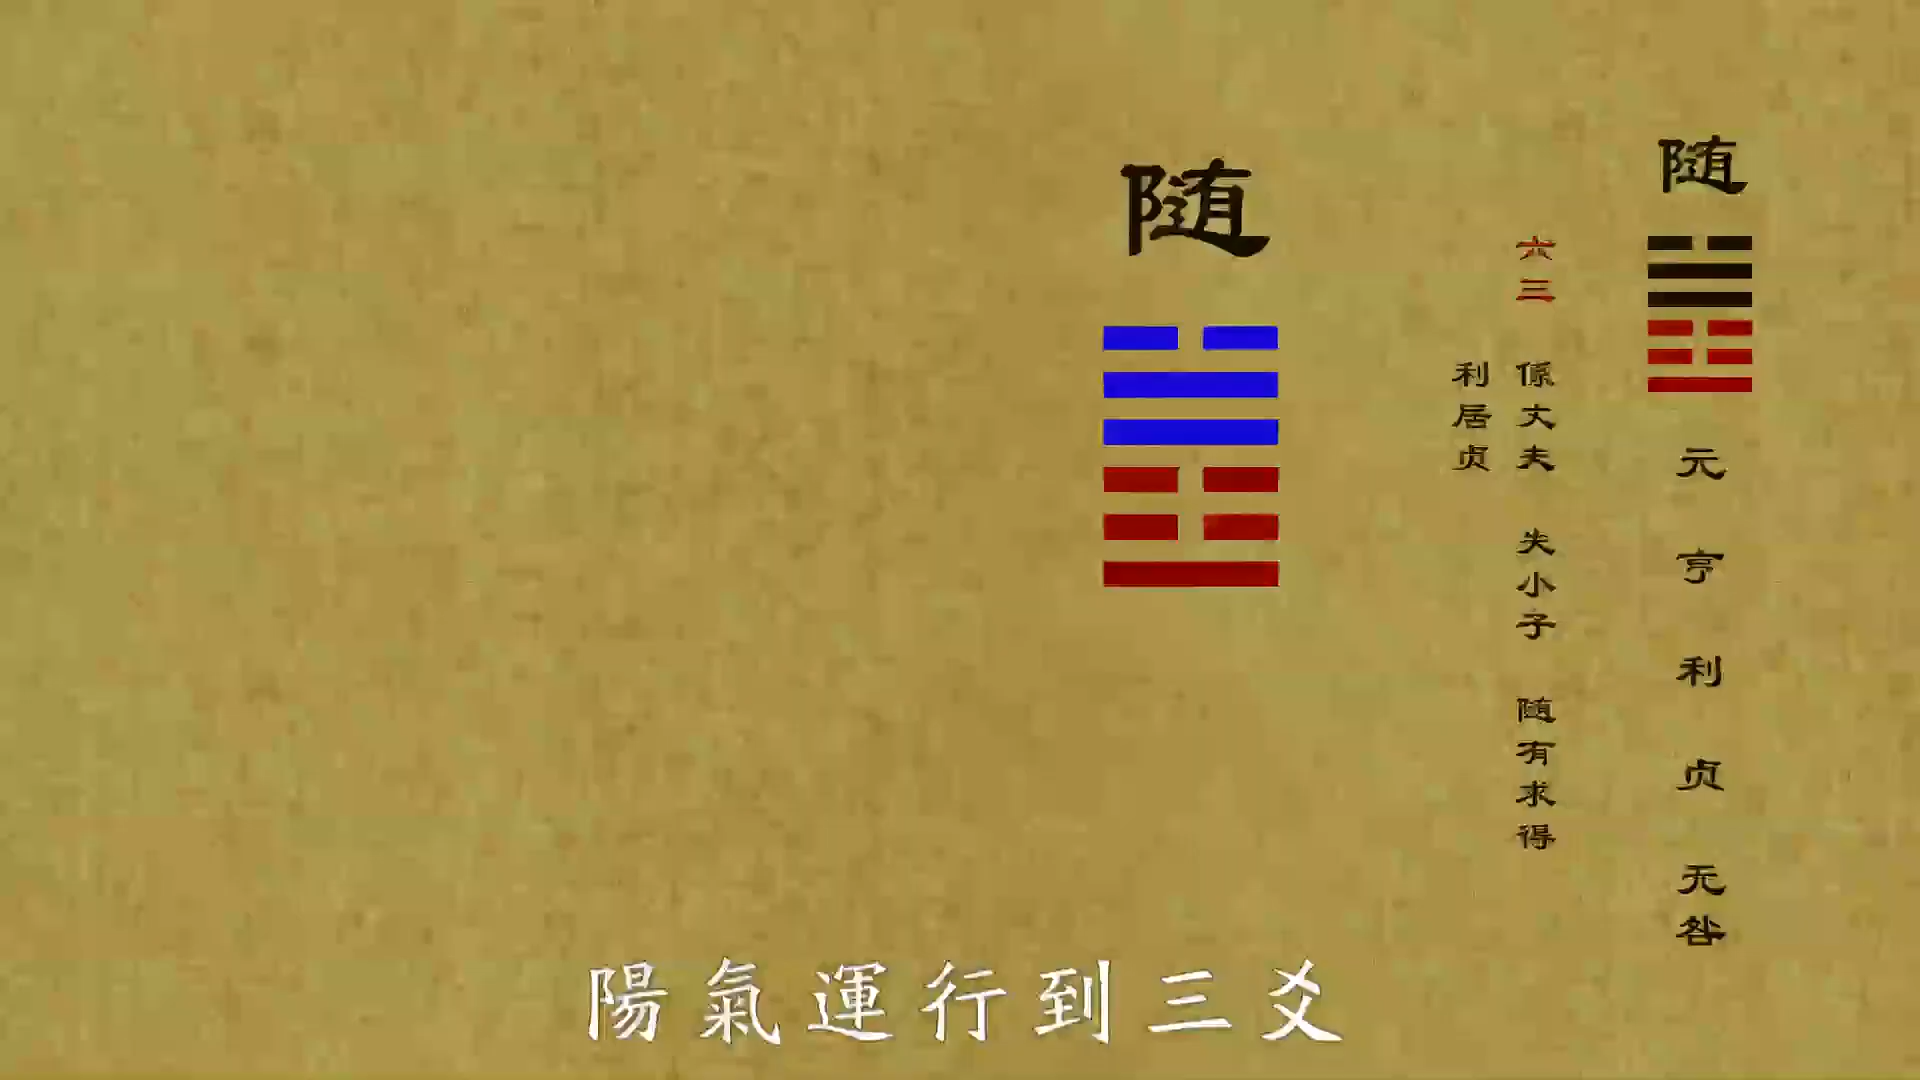 随
元亨利贞无咎
六三 係丈夫 失小子 随有求得
利居贞
随
陽氣運行到三爻